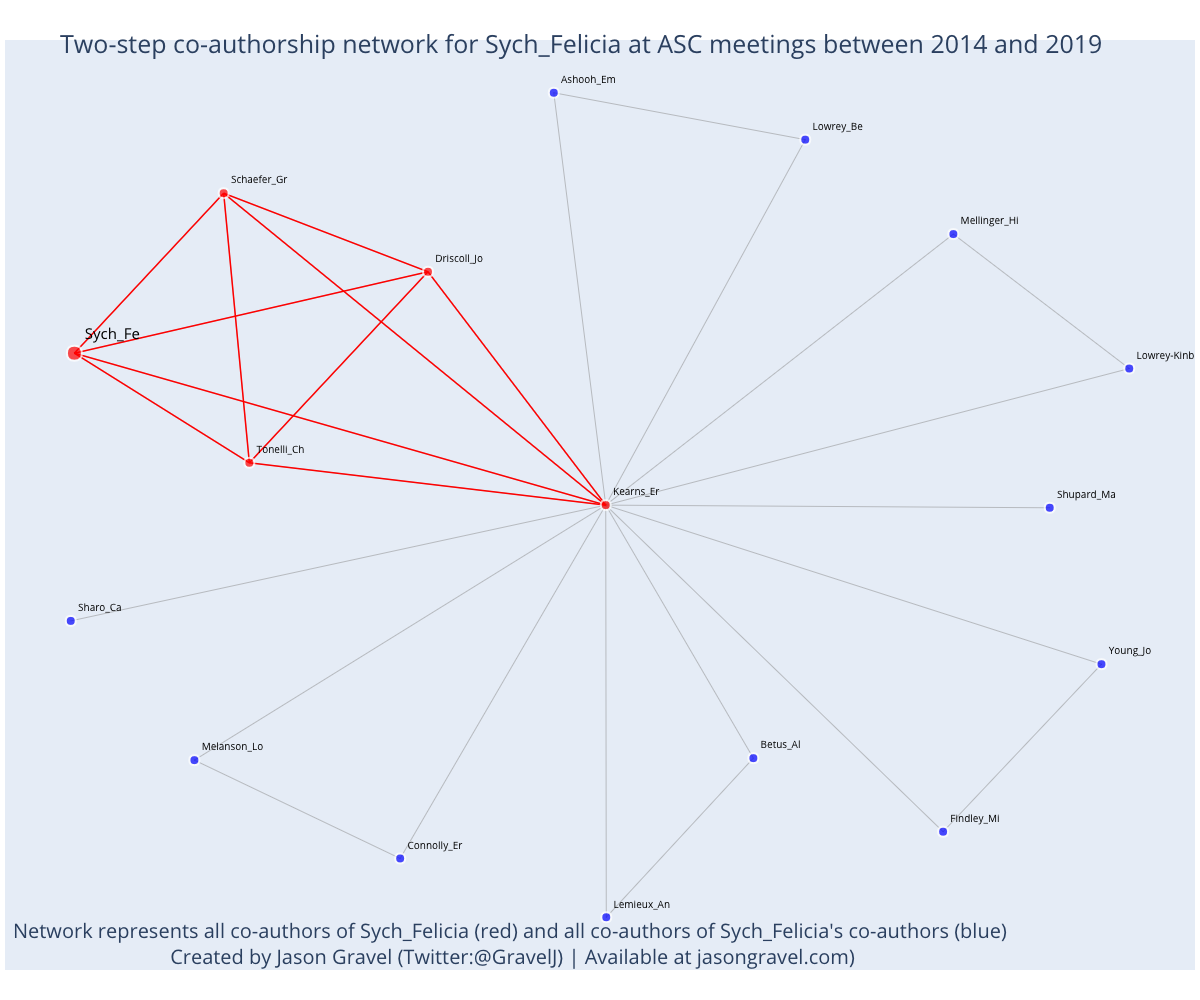 Two-step co-authorship network for Sych_Felicia at ASC meetings between 2014 and 2019
Ashooh_Em
Lowrey_Be
Schaefer_Gr
Mellinger_Hi
Driscoll_Jo
Sych_Fe
Lowrey-Kinb
Tonelli_Ch
Kearns_Er
Shupard_Ma
Sharo_Ca
Young_Jo
Melanson_Lo
Betus_Al
Findley_Mi
Connolly_Er
Lemieux_An
Network represents all co-authors of Sych_Felicia (red) and all co-authors of Sych_Felicia's co-authors (blue)
Created by Jason Gravel (Twitter:@GravelJ) | Available at jasongravel.com)